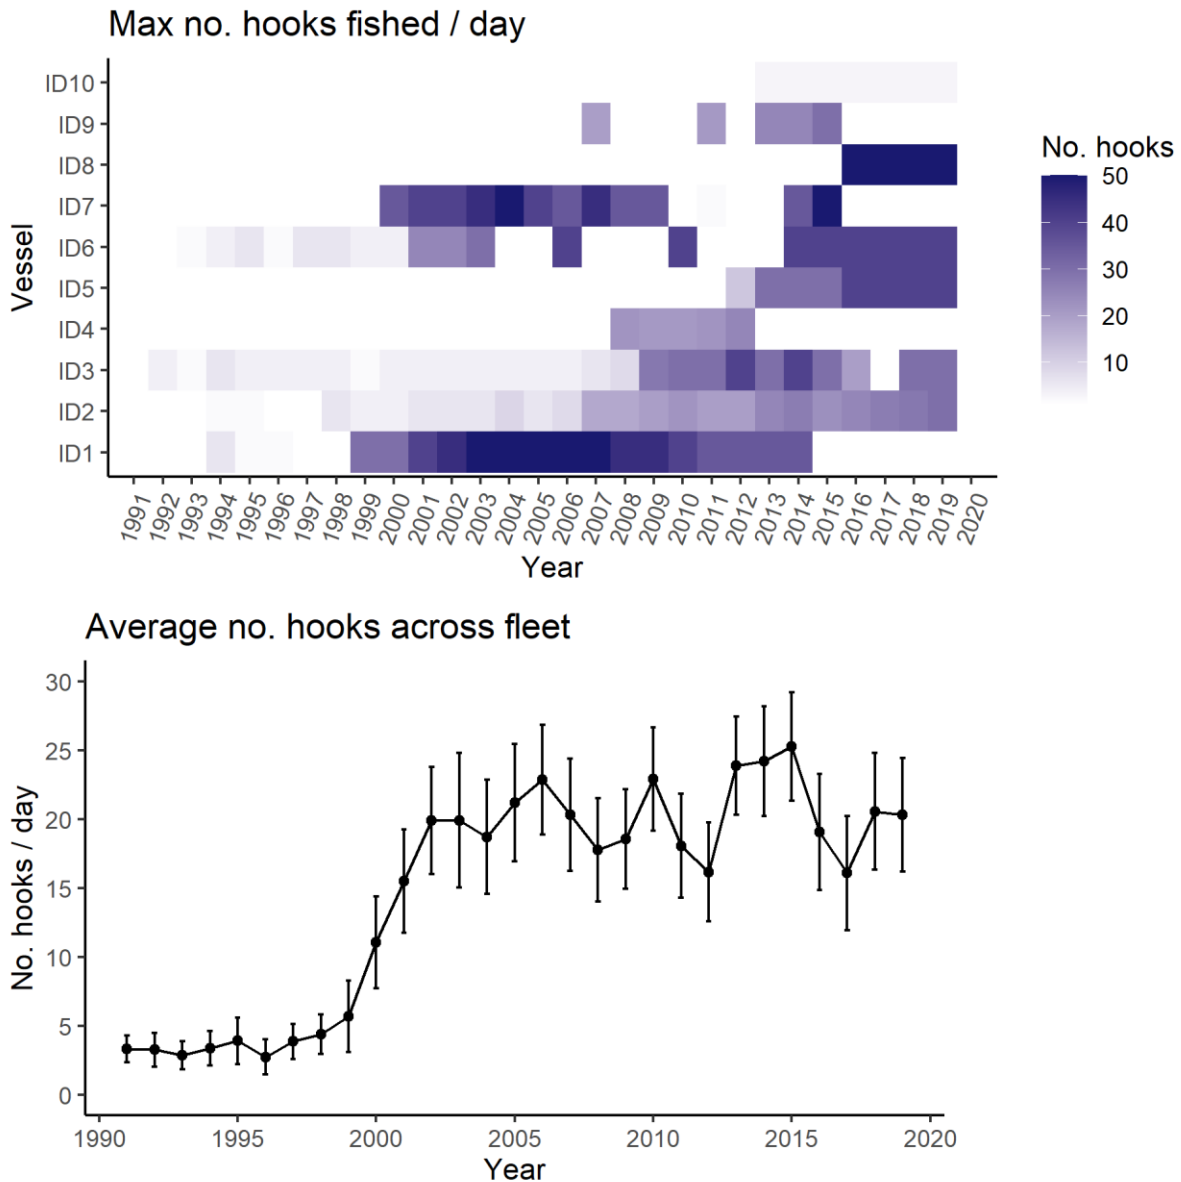 Max no. hooks fished / day
Vessel
ID10
ID9
ID8
ID7
ID6
ID5
ID4
ID3
ID2
ID1
1991 1992 1993 1994 1995 1996 1997 1998 1999 2000 2001 2002 2003 2004 2005 2006 2007 2008 2009 2010 2011 2012 2013 2014 2015 2016 2017 2018 2019 2020
Year
No. hooks
50
40
30
20
10
Average no. hooks across fleet
No. hooks / day
30
25
20
15
10
5
0
1990 1995 2000 2005 2010 2015 2020
Year